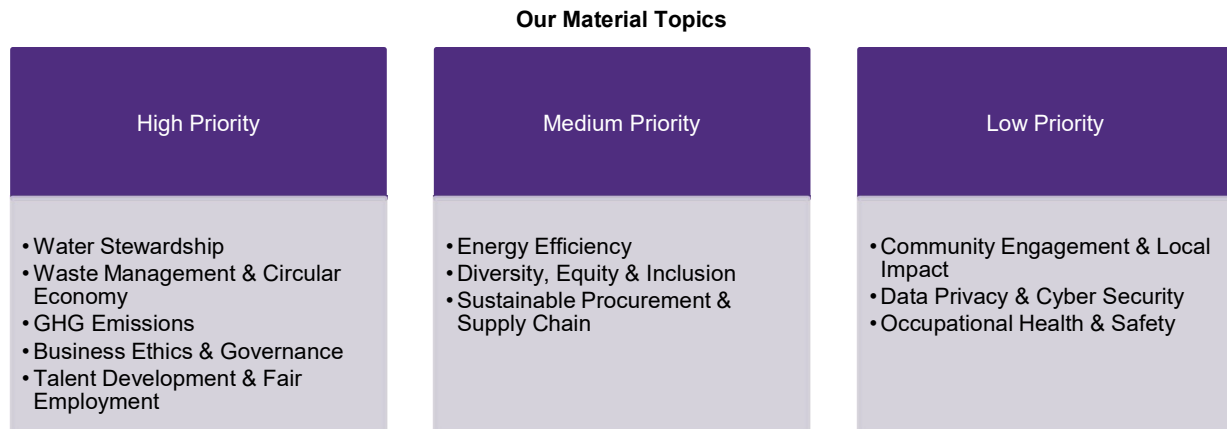 Our Material Topics
High Priority
• Water Stewardship
• Waste Management & Circular
Economy
• GHG Emissions
• Business Ethics & Governance
• Talent Development & Fair
Employment
Medium Priority
• Energy Efficiency
• Diversity, Equity & Inclusion
• Sustainable Procurement &
Supply Chain
Low Priority
• Community Engagement & Local
Impact
• Data Privacy & Cyber Security
• Occupational Health & Safety